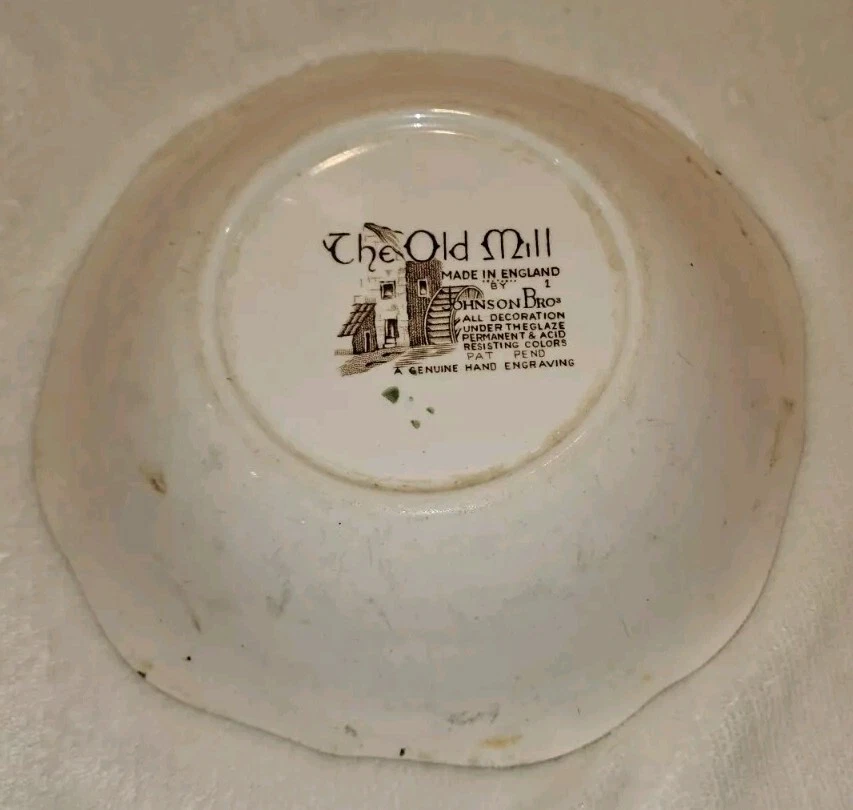 The Old Mill
MADE IN ENGLAND
BY 1
JOHNSON BROS
ALL DECORATION
UNDER THE GLAZE
PERMANENT & ACID
RESISTING COLORS
PAT PEND
A GENUINE HAND ENGRAVING